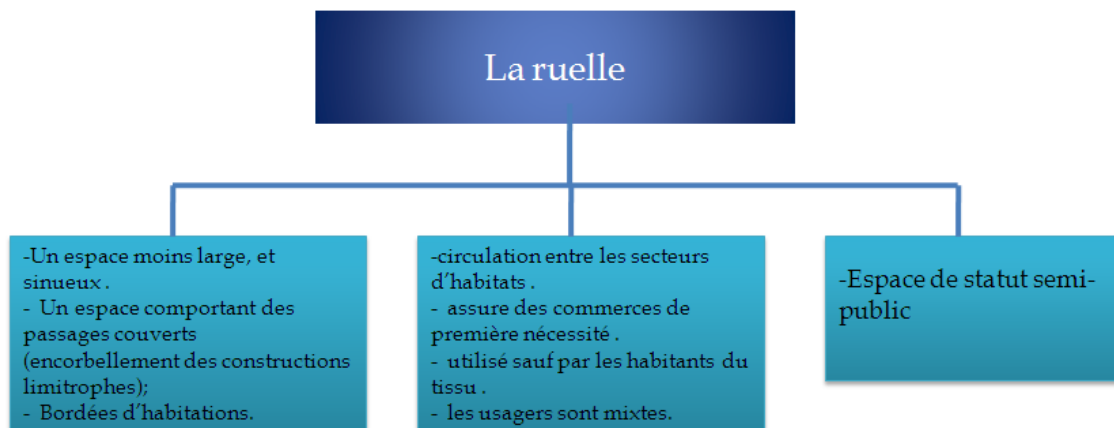 La ruelle
-Un espace moins large, et
sinueux .
- Un espace comportant des
passages couverts
(encorbellement des constructions
limitrophes);
- Bordées d’habitations.
-circulation entre les secteurs
d’habitats .
- assure des commerces de
première nécessité .
- utilisé sauf par les habitants du
tissu .
- les usagers sont mixtes.
-Espace de statut semi-
public